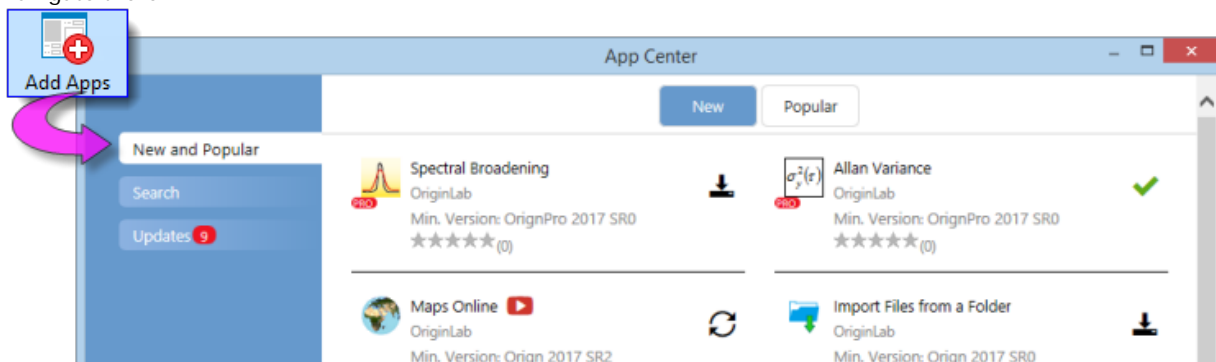 Add Apps
App Center
New and Popular
Search
Updates 9
New
Popular
Spectral Broadening
OriginLab
Min. Version: OrignPro 2017 SR0
(0)
PRO
Allan Variance
OriginLab
Min. Version: OrignPro 2017 SR0
(0)
σ²y(τ)
PRO
Maps Online
OriginLab
Min. Version: Orign 2017 SR2
Import Files from a Folder
OriginLab
Min. Version: Orign 2017 SR0